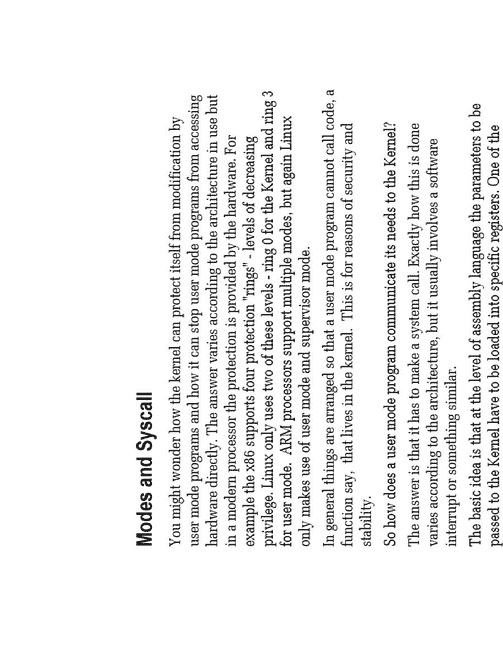 Modes and Syscall
You might wonder how the kernel can protect itself from modification by
user mode programs and how it can stop user mode programs from accessing
hardware directly. The answer varies according to the architecture in use but
in a modern processor the protection is provided by the hardware. For
example the x86 supports four protection "rings" - levels of decreasing
privilege. Linux only uses two of these levels - ring 0 for the Kernel and ring 3
for user mode. ARM processors support multiple modes, but again Linux
only makes use of user mode and supervisor mode.
In general things are arranged so that a user mode program cannot call code, a
function say, that lives in the kernel. This is for reasons of security and
stability.
So how does a user mode program communicate its needs to the Kernel?
The answer is that it has to make a system call. Exactly how this is done
varies according to the architecture, but it usually involves a software
interrupt or something similar.
The basic idea is that at the level of assembly language the parameters to be
passed to the Kernel have to be loaded into specific registers. One of the